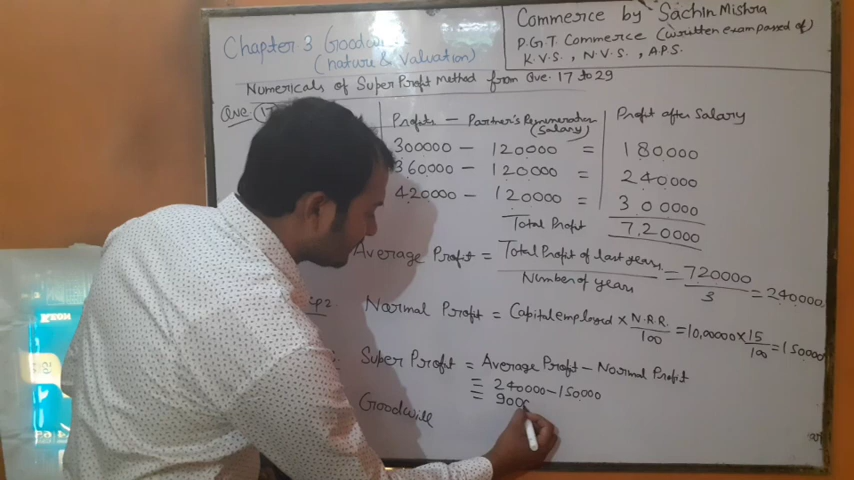 Commerce by Sachin Mishra
P.G.T. Commerce (written exam passed of)
K.V.S., N.V.S., A.P.S.
Chapter 3 Goodwi
(nature & Valuation)
Numericals of Super Profit Method from Que. 17 to 29
Que. 17
Profits - Partner's Remuneration (Salary) Profit after Salary
300000 - 120000 = 180000
360000 - 120000 = 240000
420000 - 120000 = 300000
Total Profit 7,20000
Average Profit = Total Profit of last years / Number of years = 720000 / 3 = 240000
Normal Profit = Capital employed × N.R.R. / 100 = 10,00000 × 15 / 100 = 150000
Super Profit = Average Profit - Normal Profit
= 240000 - 150000
= 900
Goodwill